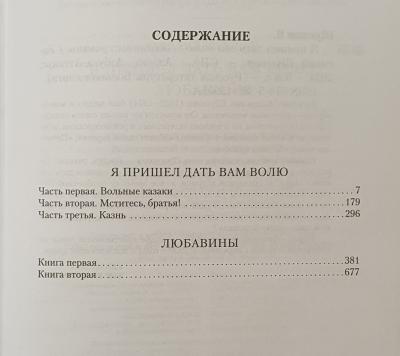 СОДЕРЖАНИЕ
Я ПРИШЕЛ ДАТЬ ВАМ ВОЛЮ
Часть первая. Вольные казаки 7
Часть вторая. Мститесь, братья! 179
Часть третья. Казнь 296
ЛЮБАВИНЫ
Книга первая 381
Книга вторая 677